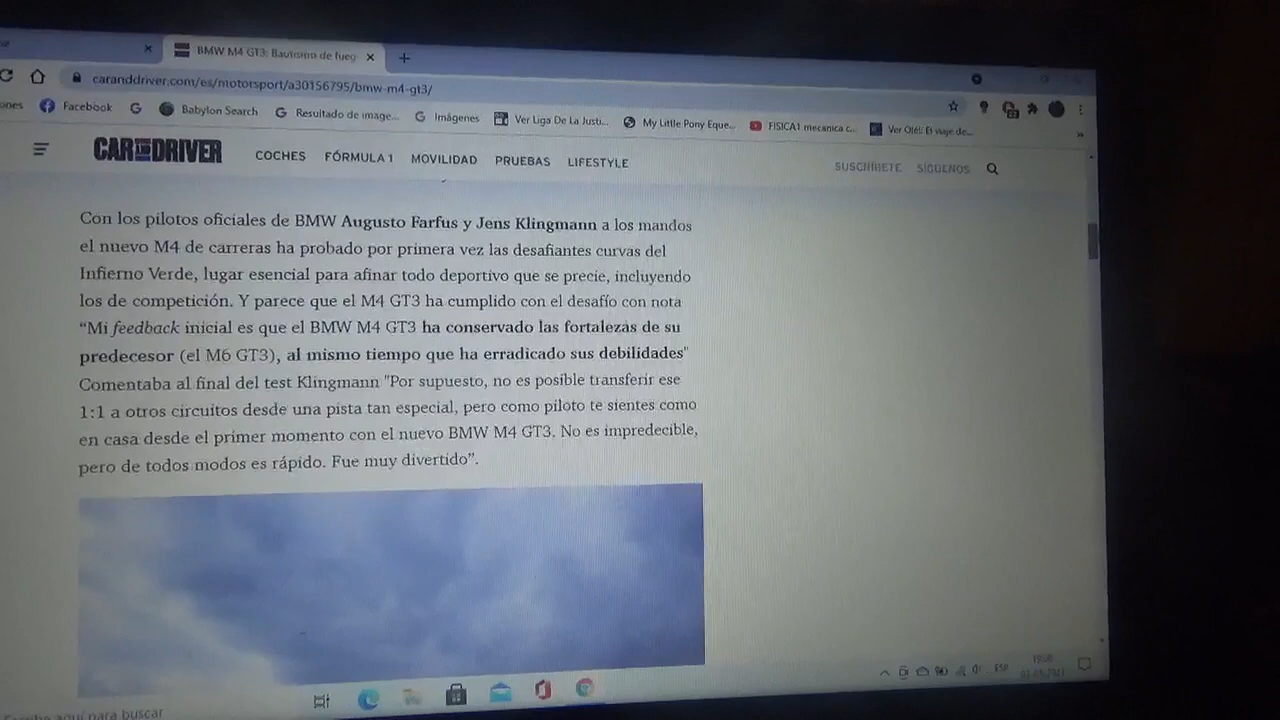 BMW M4 GT3: Bautismo de fueg
caranddriver.com/es/motorsport/a30156795/bmw-m4-gt3/
ones Facebook Babylon Search Resultado de image... Imágenes Ver Liga De La Justi... My Little Pony Eque... FISICA1 mecanica c... Ver Olé!: El viaje de...
CAR AND DRIVER COCHES FÓRMULA 1 MOVILIDAD PRUEBAS LIFESTYLE SUSCRÍBETE SÍGUENOS
Con los pilotos oficiales de BMW Augusto Farfus y Jens Klingmann a los mandos
el nuevo M4 de carreras ha probado por primera vez las desafiantes curvas del
Infierno Verde, lugar esencial para afinar todo deportivo que se precie, incluyendo
los de competición. Y parece que el M4 GT3 ha cumplido con el desafío con nota
“Mi feedback inicial es que el BMW M4 GT3 ha conservado las fortalezas de su
predecesor (el M6 GT3), al mismo tiempo que ha erradicado sus debilidades"
Comentaba al final del test Klingmann "Por supuesto, no es posible transferir ese
1:1 a otros circuitos desde una pista tan especial, pero como piloto te sientes como
en casa desde el primer momento con el nuevo BMW M4 GT3. No es impredecible,
pero de todos modos es rápido. Fue muy divertido”.
ESP
aquí para buscar